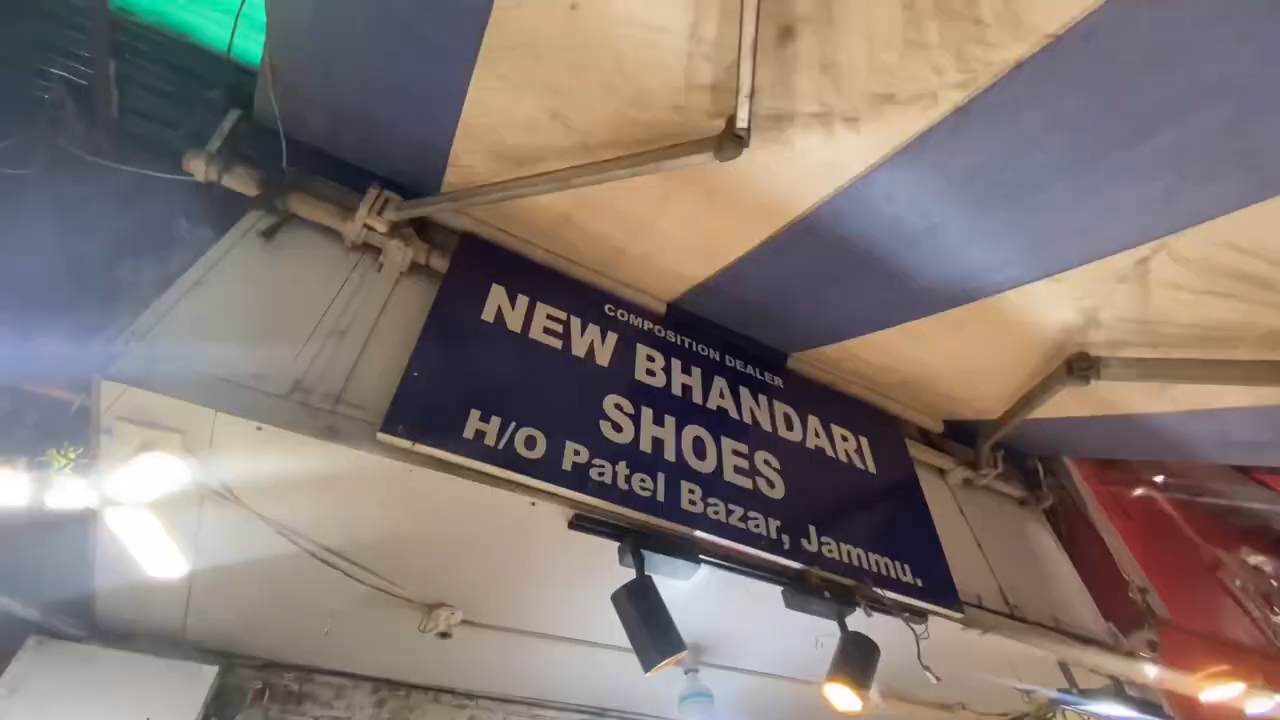 COMPOSITION DEALER
NEW BHANDARI
SHOES
H/O Patel Bazar, Jammu.